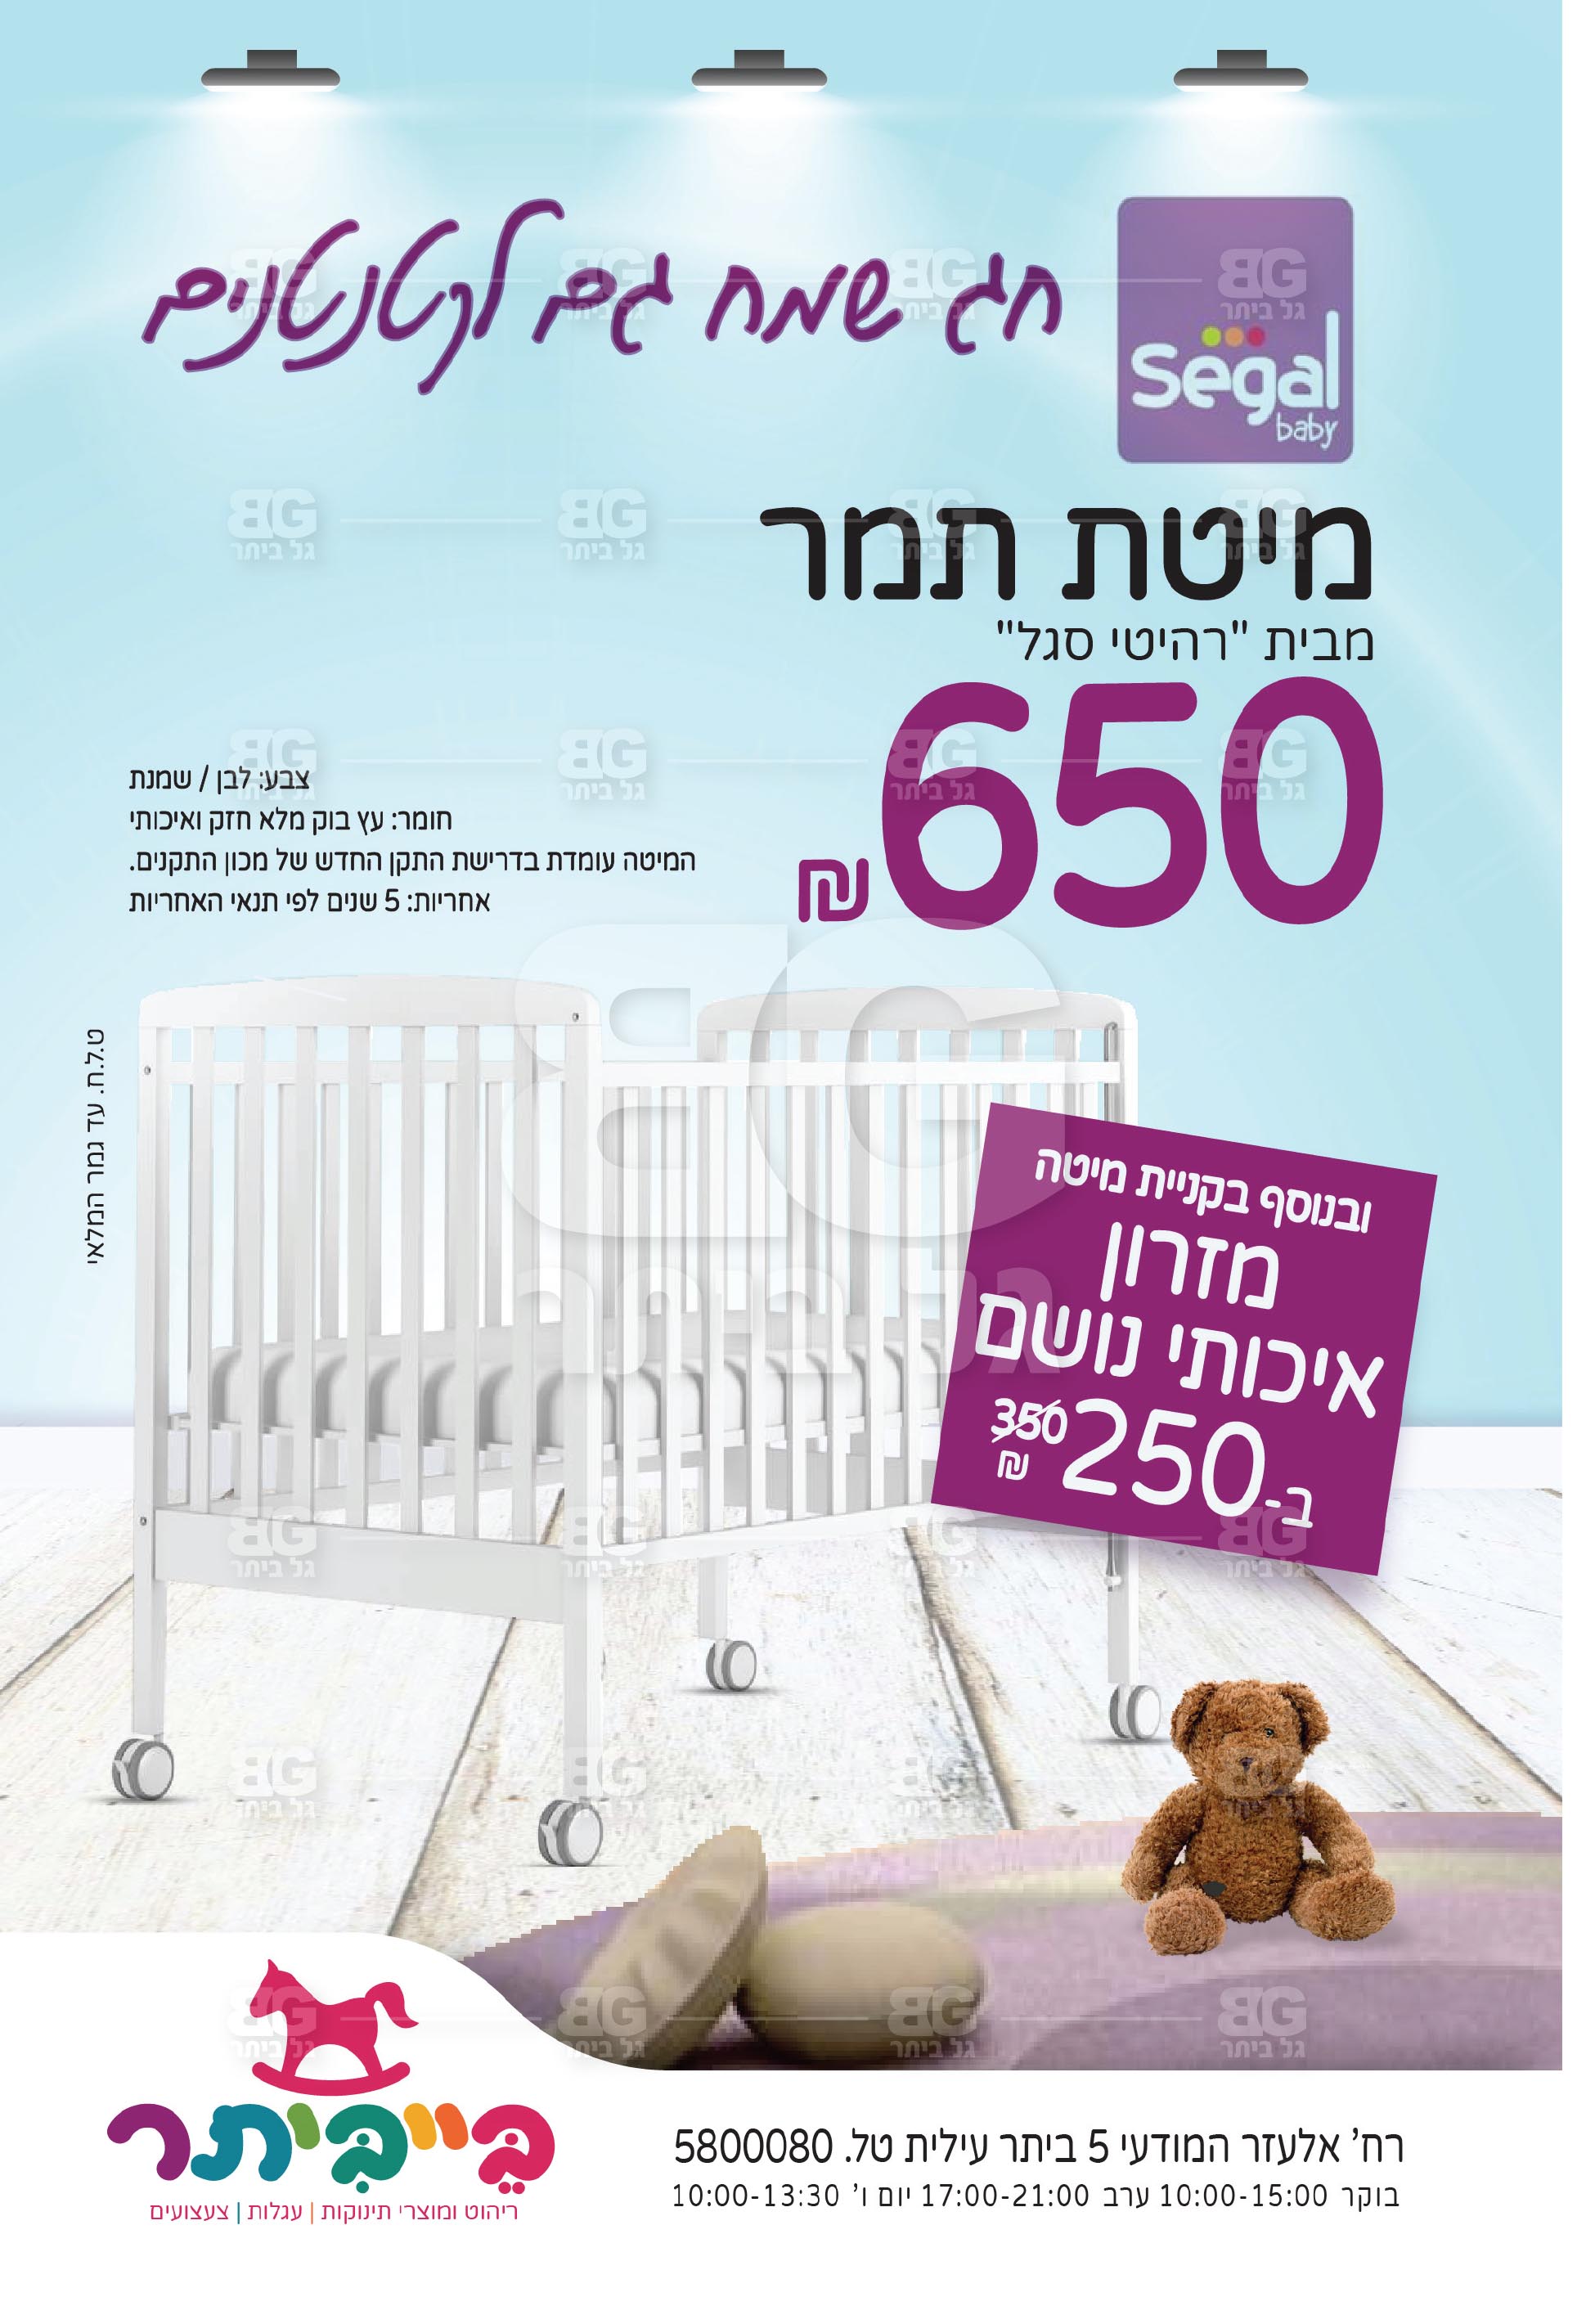 חג שמח גם לקטנטנים
Segal
baby
מיטת תמר
מבית "רהיטי סגל"
650 ₪
צבע: לבן / שמנת
חומר: עץ בוק מלא חזק ואיכותי
המיטה עומדת בדרישת התקן החדש של מכון התקנים.
אחריות: 5 שנים לפי תנאי האחריות
ט.ל.ח. עד גמר המלאי
ובנוסף בקניית מיטה
מזרון
איכותי נושם
ב-250 350 ₪
BG
גל ביתר
בייביתר
ריהוט ומוצרי תינוקות | עגלות | צעצועים
רח' אלעזר המודעי 5 ביתר עילית טל. 5800080
בוקר 10:00-15:00 ערב 17:00-21:00 יום ו' 10:00-13:30